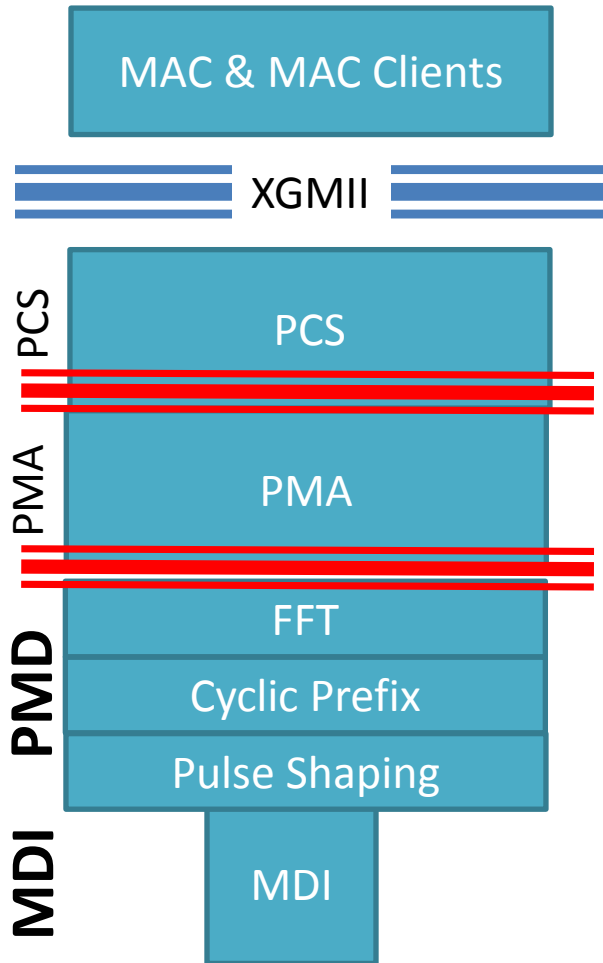 MAC & MAC Clients
XGMII
PCS
PCS
PMA
PMA
PMD
FFT
Cyclic Prefix
Pulse Shaping
MDI
MDI